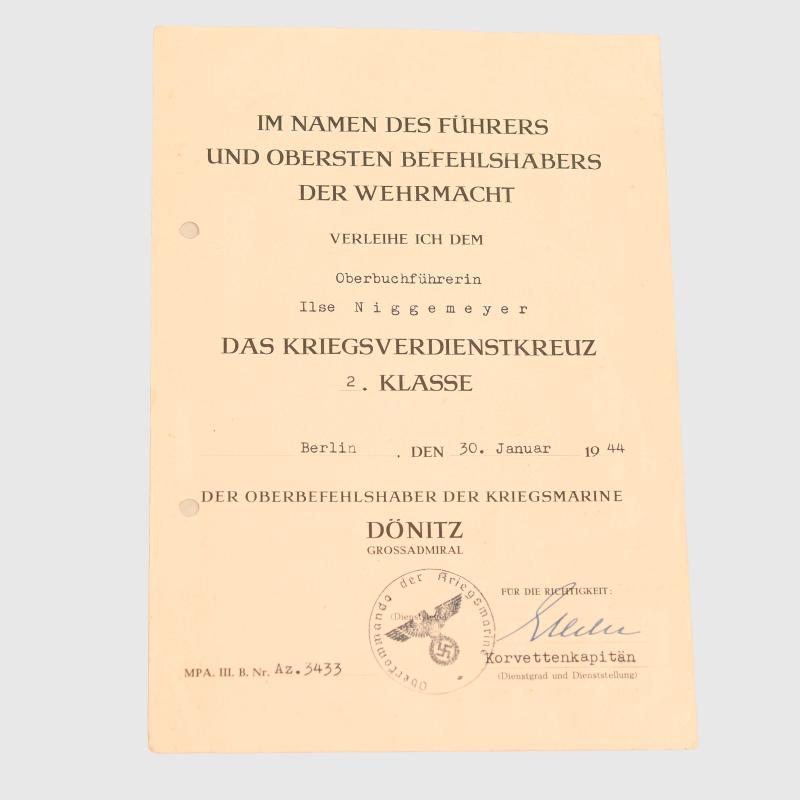 IM NAMEN DES FÜHRERS
UND OBERSTEN BEFEHLSHABERS
DER WEHRMACHT
VERLEIHE ICH DEM
Oberbuchführerin
Ilse Niggemeyer
DAS KRIEGSVERDIENSTKREUZ
2. KLASSE
Berlin, DEN 30. Januar 1944
DER OBERBEFEHLSHABER DER KRIEGSMARINE
DÖNITZ
GROSSADMIRAL
FÜR DIE RICHTIGKEIT:
Oberkommando der Kriegsmarine
Korvettenkapitän
(Dienstgrad und Dienststellung)
MPA. III. B. Nr. Az.3433